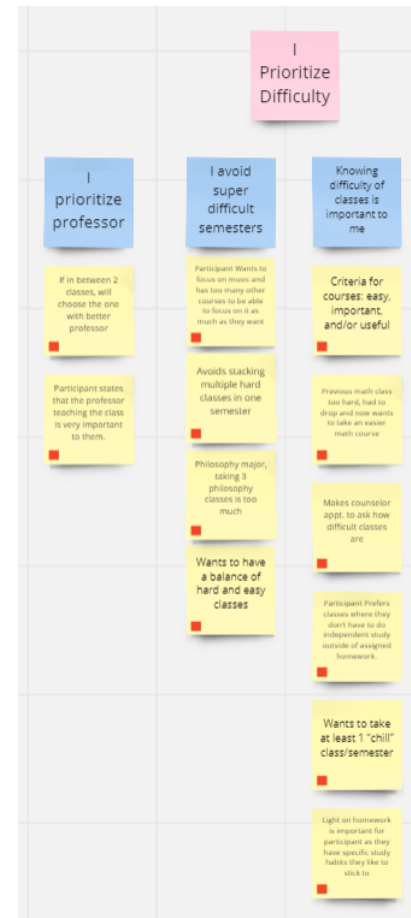 I
Prioritize
Difficulty
I
prioritize
professor
If in between 2
classes, will
choose the one
with better
professor
Participant states
that the professor
teaching the class
is very important
to them.
I avoid
super
difficult
semesters
Participant Wants to
focus on music and
has too many other
courses to be able
to focus on it as
much as they want
Avoids stacking
multiple hard
classes in one
semester
Philosophy major,
taking 3
philosophy
classes is too
much
Wants to have
a balance of
hard and easy
classes
Knowing
difficulty of
classes is
important to
me
Criteria for
courses: easy,
important,
and/or useful
Previous math class
too hard, had to
drop and now wants
to take an easier
math course
Makes counselor
appt. to ask how
difficult classes
are
Participant Prefers
classes where they
don't have to do
independent study
outside of assigned
homework.
Wants to take
at least 1 "chill"
class/semester
Light on homework
is important for
participant as they
have specific study
habits they like to
stick to